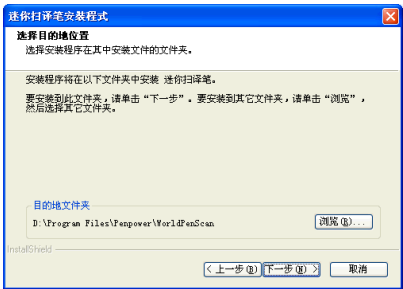 迷你扫译笔安裝程式
选择目的地位置
选择安装程序在其中安装文件的文件夹。
安装程序将在以下文件夹中安装 迷你扫译笔。
要安装到此文件夹，请单击“下一步”。要安装到其它文件夹，请单击“浏览”，
然后选择其它文件夹。
目的地文件夹
D:\Program Files\Penpower\WorldPenScan
浏览(R)...
InstallShield
< 上一步(B) 下一步(N) > 取消